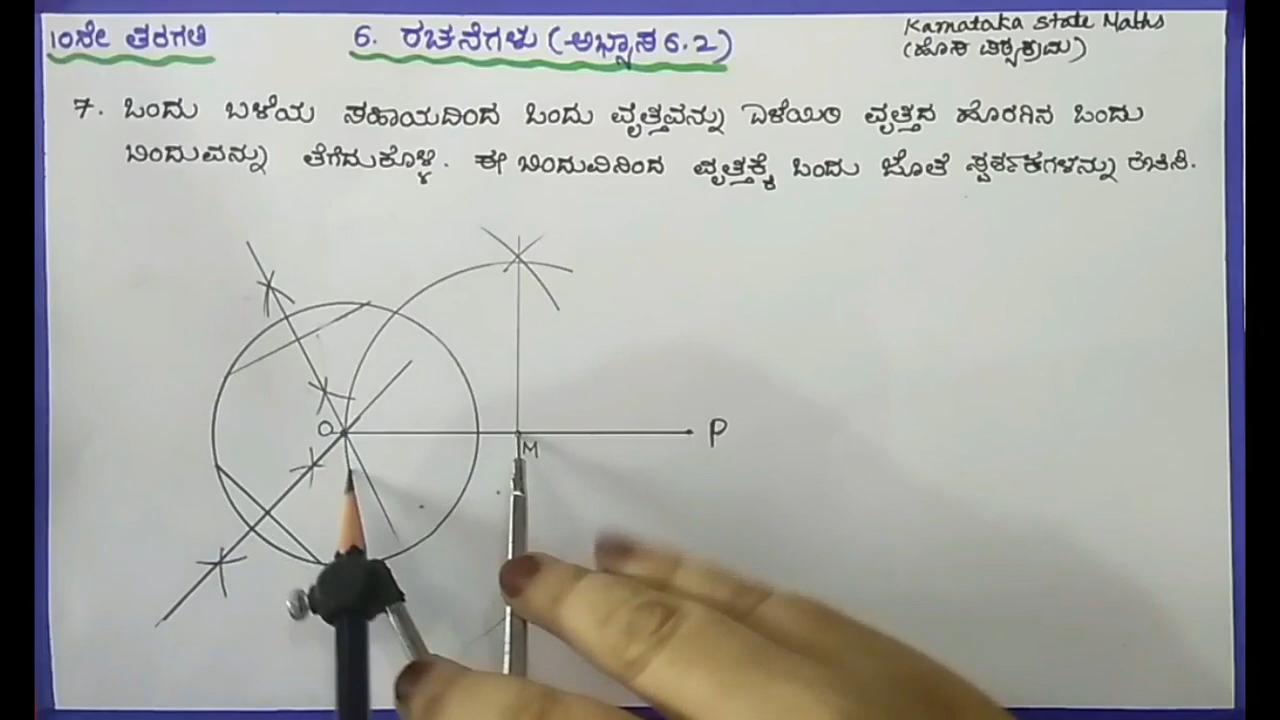 10ನೇ ತರಗತಿ
6. ರಚನೆಗಳು (ಅಭ್ಯಾಸ 6.2)
Karnataka state Maths
(ಹೊಸ ಪಠ್ಯಕ್ರಮ)
7. ಒಂದು ಬಳೆಯ ಸಹಾಯದಿಂದ ಒಂದು ವೃತ್ತವನ್ನು ಎಳೆಯಿರಿ ವೃತ್ತದ ಹೊರಗಿನ ಒಂದು
ಬಿಂದುವನ್ನು ತೆಗೆದುಕೊಳ್ಳಿ. ಈ ಬಿಂದುವಿನಿಂದ ವೃತ್ತಕ್ಕೆ ಒಂದು ಜೊತೆ ಸ್ಪರ್ಶಕಗಳನ್ನು ರಚಿಸಿ.
O
M
P